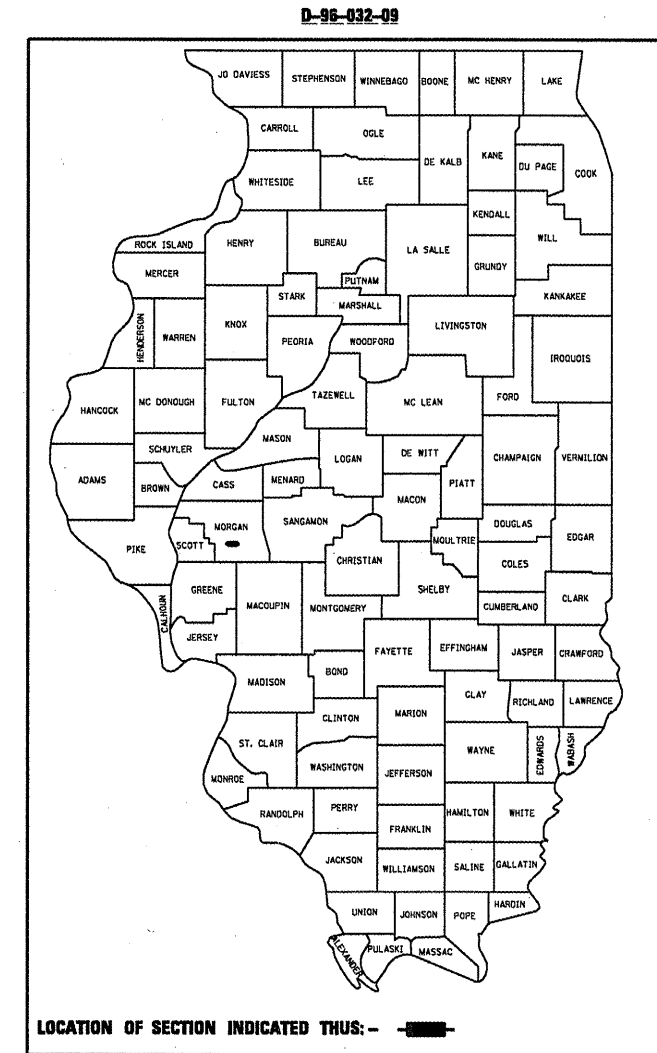 D-96-032-09
JO DAVIESS STEPHENSON WINNEBAGO BOONE MC HENRY LAKE
CARROLL OGLE DE KALB KANE DU PAGE COOK
WHITESIDE LEE
KENDALL WILL
ROCK ISLAND HENRY BUREAU LA SALLE
MERCER PUTNAM GRUNDY
STARK MARSHALL KANKAKEE
HENDERSON WARREN KNOX PEORIA WOODFORD LIVINGSTON IROQUOIS
HANCOCK MC DONOUGH FULTON TAZEWELL MC LEAN FORD
SCHUYLER MASON LOGAN DE WITT CHAMPAIGN VERMILION
ADAMS BROWN CASS MENARD MACON PIATT
PIKE SCOTT MORGAN SANGAMON CHRISTIAN MOULTRIE DOUGLAS EDGAR
COLES
CALHOUN GREENE MACOUPIN MONTGOMERY SHELBY CUMBERLAND CLARK
JERSEY
FAYETTE EFFINGHAM JASPER CRAWFORD
MADISON BOND CLAY RICHLAND LAWRENCE
CLINTON MARION
ST. CLAIR WAYNE EDWARDS WABASH
MONROE WASHINGTON JEFFERSON
RANDOLPH PERRY HAMILTON WHITE
FRANKLIN
JACKSON WILLIAMSON SALINE GALLATIN
UNION JOHNSON POPE HARDIN
ALEXANDER PULASKI MASSAC
LOCATION OF SECTION INDICATED THUS: -